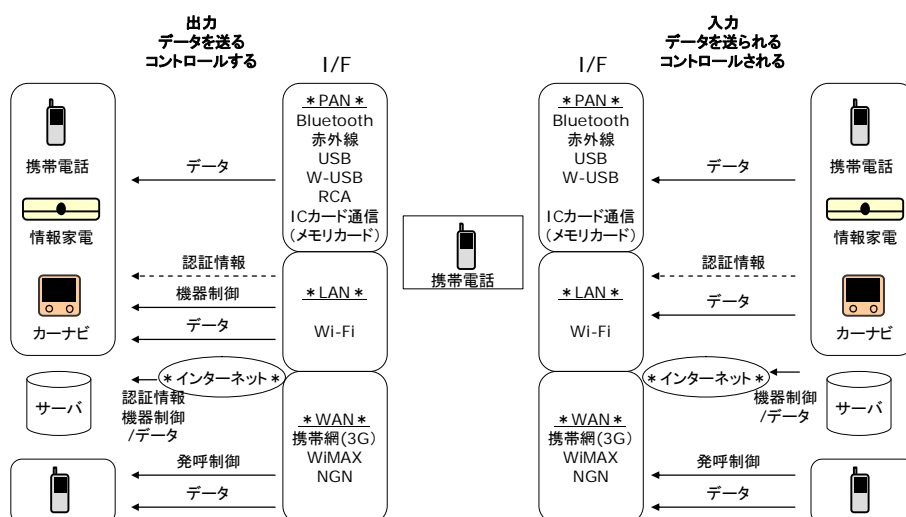 出力
データを送る
コントロールする
I/F
＊PAN＊
Bluetooth
赤外線
USB
W-USB
RCA
ICカード通信
(メモリカード)
＊LAN＊
Wi-Fi
＊WAN＊
携帯網(3G)
WiMAX
NGN
携帯電話
情報家電
カーナビ
サーバ
データ
認証情報
機器制御
データ
＊インターネット＊
認証情報
機器制御
/データ
発呼制御
データ
携帯電話
入力
データを送られる
コントロールされる
I/F
＊PAN＊
Bluetooth
赤外線
USB
W-USB
ICカード通信
(メモリカード)
＊LAN＊
Wi-Fi
＊WAN＊
携帯網(3G)
WiMAX
NGN
データ
認証情報
データ
＊インターネット＊
機器制御
/データ
発呼制御
データ
携帯電話
情報家電
カーナビ
サーバ